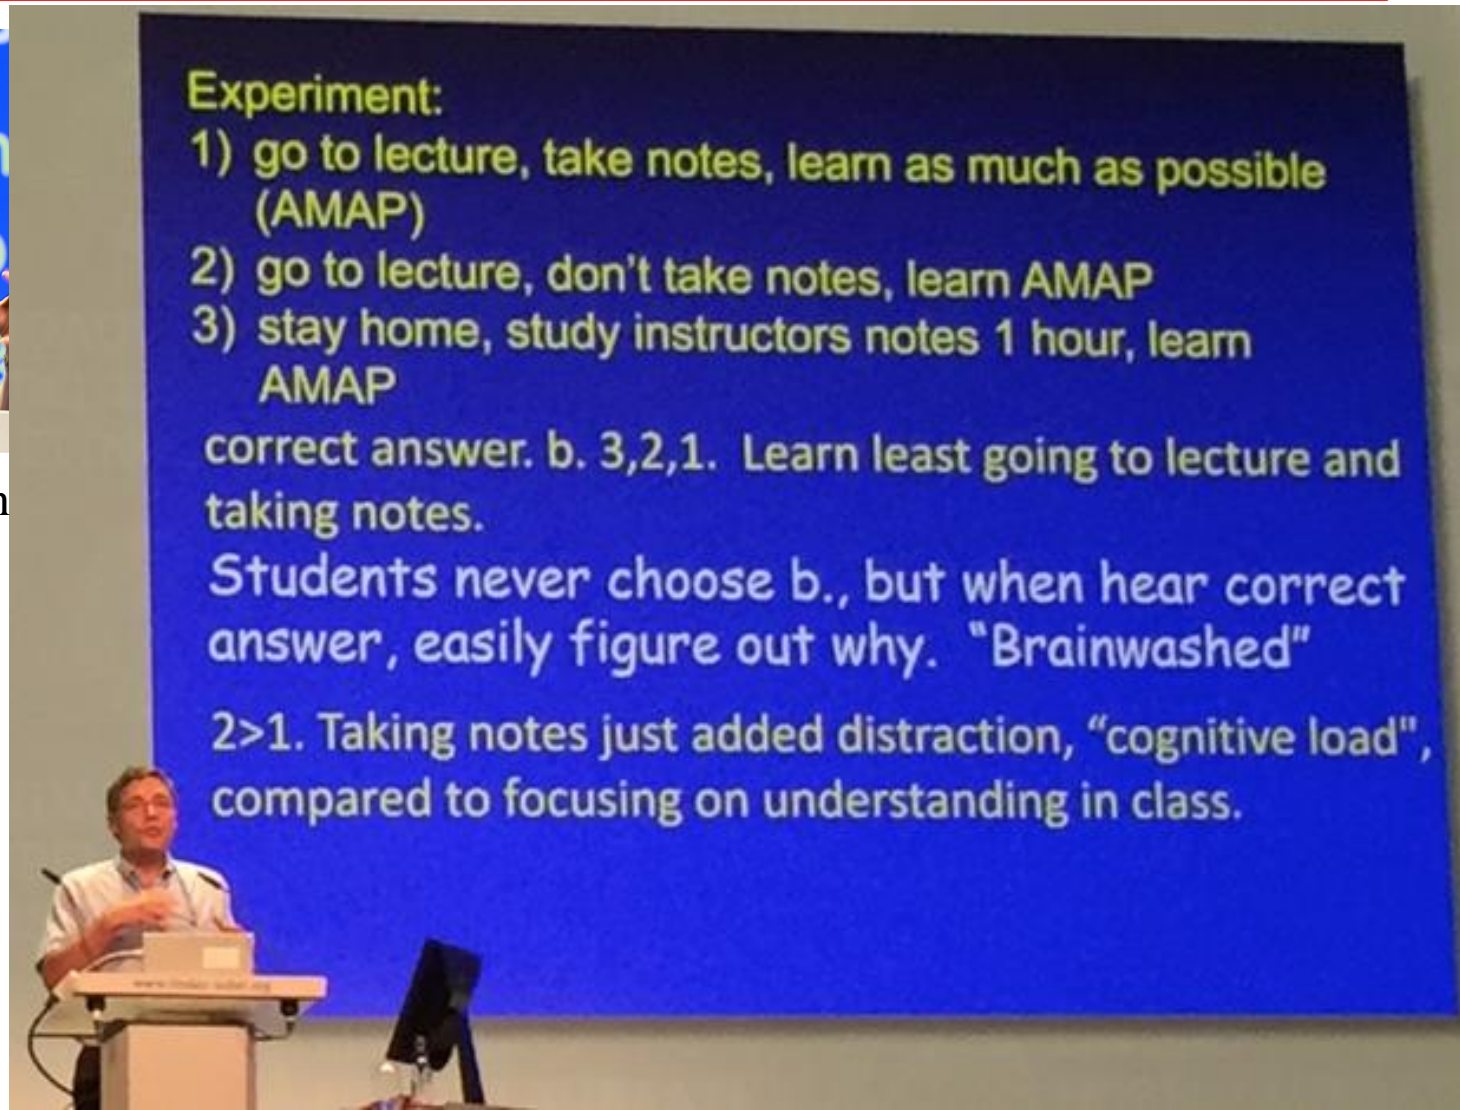 Experiment:
1) go to lecture, take notes, learn as much as possible
(AMAP)
2) go to lecture, don't take notes, learn AMAP
3) stay home, study instructors notes 1 hour, learn
AMAP
correct answer. b. 3,2,1. Learn least going to lecture and
taking notes.
Students never choose b., but when hear correct
answer, easily figure out why. "Brainwashed"
2>1. Taking notes just added distraction, “cognitive load",
compared to focusing on understanding in class.